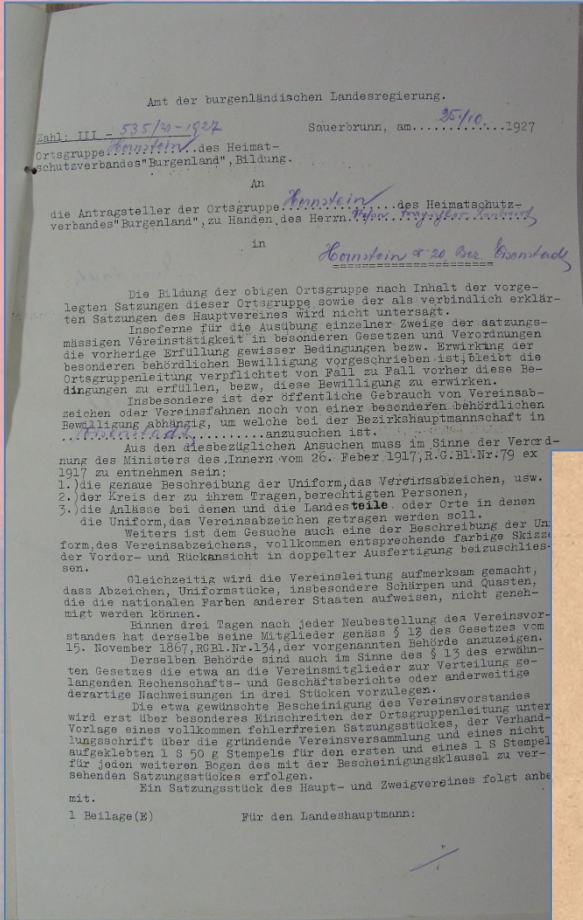 Amt der burgenländischen Landesregierung.
Zahl: III - 535/20-1927
Sauerbrunn, am 25/10. 1927
Ortsgruppe Hornstein des Heimat-
schutzverbandes"Burgenland",Bildung.
An
die Antragsteller der Ortsgruppe Hornstein des Heimatschutz-
verbandes"Burgenland",zu Handen des Herrn
in
Hornstein 20 Bez. Eisenstadt
Die Bildung der obigen Ortsgruppe nach Inhalt der vorge-
legten Satzungen dieser Ortsgruppe sowie der als verbindlich erklär-
ten Satzungen des Hauptvereines wird nicht untersagt.
Insoferne für die Ausübung einzelner Zweige der satzungs-
mässigen Vereinstätigkeit in besonderen Gesetzen und Verordnungen
die vorherige Erfüllung gewisser Bedingungen bezw. Erwirkung der
besonderen behördlichen Bewilligung vorgeschrieben ist,bleibt die
Ortsgruppenleitung verpflichtet von Fall zu Fall vorher diese Be-
dingungen zu erfüllen, bezw, diese Bewilligung zu erwirken.
Insbesondere ist der öffentliche Gebrauch von Vereinsab-
zeichen oder Vereinsfahnen noch von einer besonderen behördlichen
Bewilligung abhängig, um welche bei der Bezirkshauptmannschaft in
Eisenstadt anzusuchen ist.
Aus den diesbezüglichen Ansuchen muss im Sinne der Verord-
nung des Ministers des Innern vom 26. Feber 1917,R.G.Bl.Nr.79 ex
1917 zu entnehmen sein:
1.)die genaue Beschreibung der Uniform,das Vereinsabzeichen, usw.
2.)der Kreis der zu ihrem Tragen,berechtigten Personen,
3.)die Anlässe bei denen und die Landesteile oder Orte in denen
die Uniform,das Vereinsabzeichen getragen werden soll.
Weiters ist dem Gesuche auch eine der Beschreibung der Uni
form,des Vereinsabzeichens, vollkommen entsprechende farbige Skizze
der Vorder- und Rückansicht in doppelter Ausfertigung beizuschlies-
sen.
Gleichzeitig wird die Vereinsleitung aufmerksam gemacht,
dass Abzeichen, Uniformstücke, insbesondere Schärpen und Quasten,
die die nationalen Farben anderer Staaten aufweisen, nicht geneh-
migt werden können.
Binnen drei Tagen nach jeder Neubestellung des Vereinsvor-
standes hat derselbe seine Mitglieder genäss § 12 des Gesetzes vom
15. November 1867,RGBl.Nr.134,der vorgenannten Behörde anzuzeigen.
Derselben Behörde sind auch im Sinne des § 13 des erwähn-
ten Gesetzes die etwa an die Vereinsmitglieder zur Verteilung ge-
langenden Rechenschafts- und Geschäftsberichte oder anderweitige
derartige Nachweisungen in drei Stücken vorzulegen.
Die etwa gewünschte Bescheinigung des Vereinsvorstandes
wird erst über besonderes Einschreiten der Ortsgruppenleitung unter
Vorlage eines vollkommen fehlerfreien Satzungsstückes, der Verhand-
lungsschrift über die gründende Vereinsversammlung und eines nicht
aufgeklebten 1 S 50 g Stempels für den ersten und eines 1 S Stempel
für jeden weiteren Bogen des mit der Bescheinigungsklausel zu ver-
sehenden Satzungsstückes erfolgen.
Ein Satzungsstück des Haupt- und Zweigvereines folgt anbe
mit.
1 Beilage(E)
Für den Landeshauptmann: